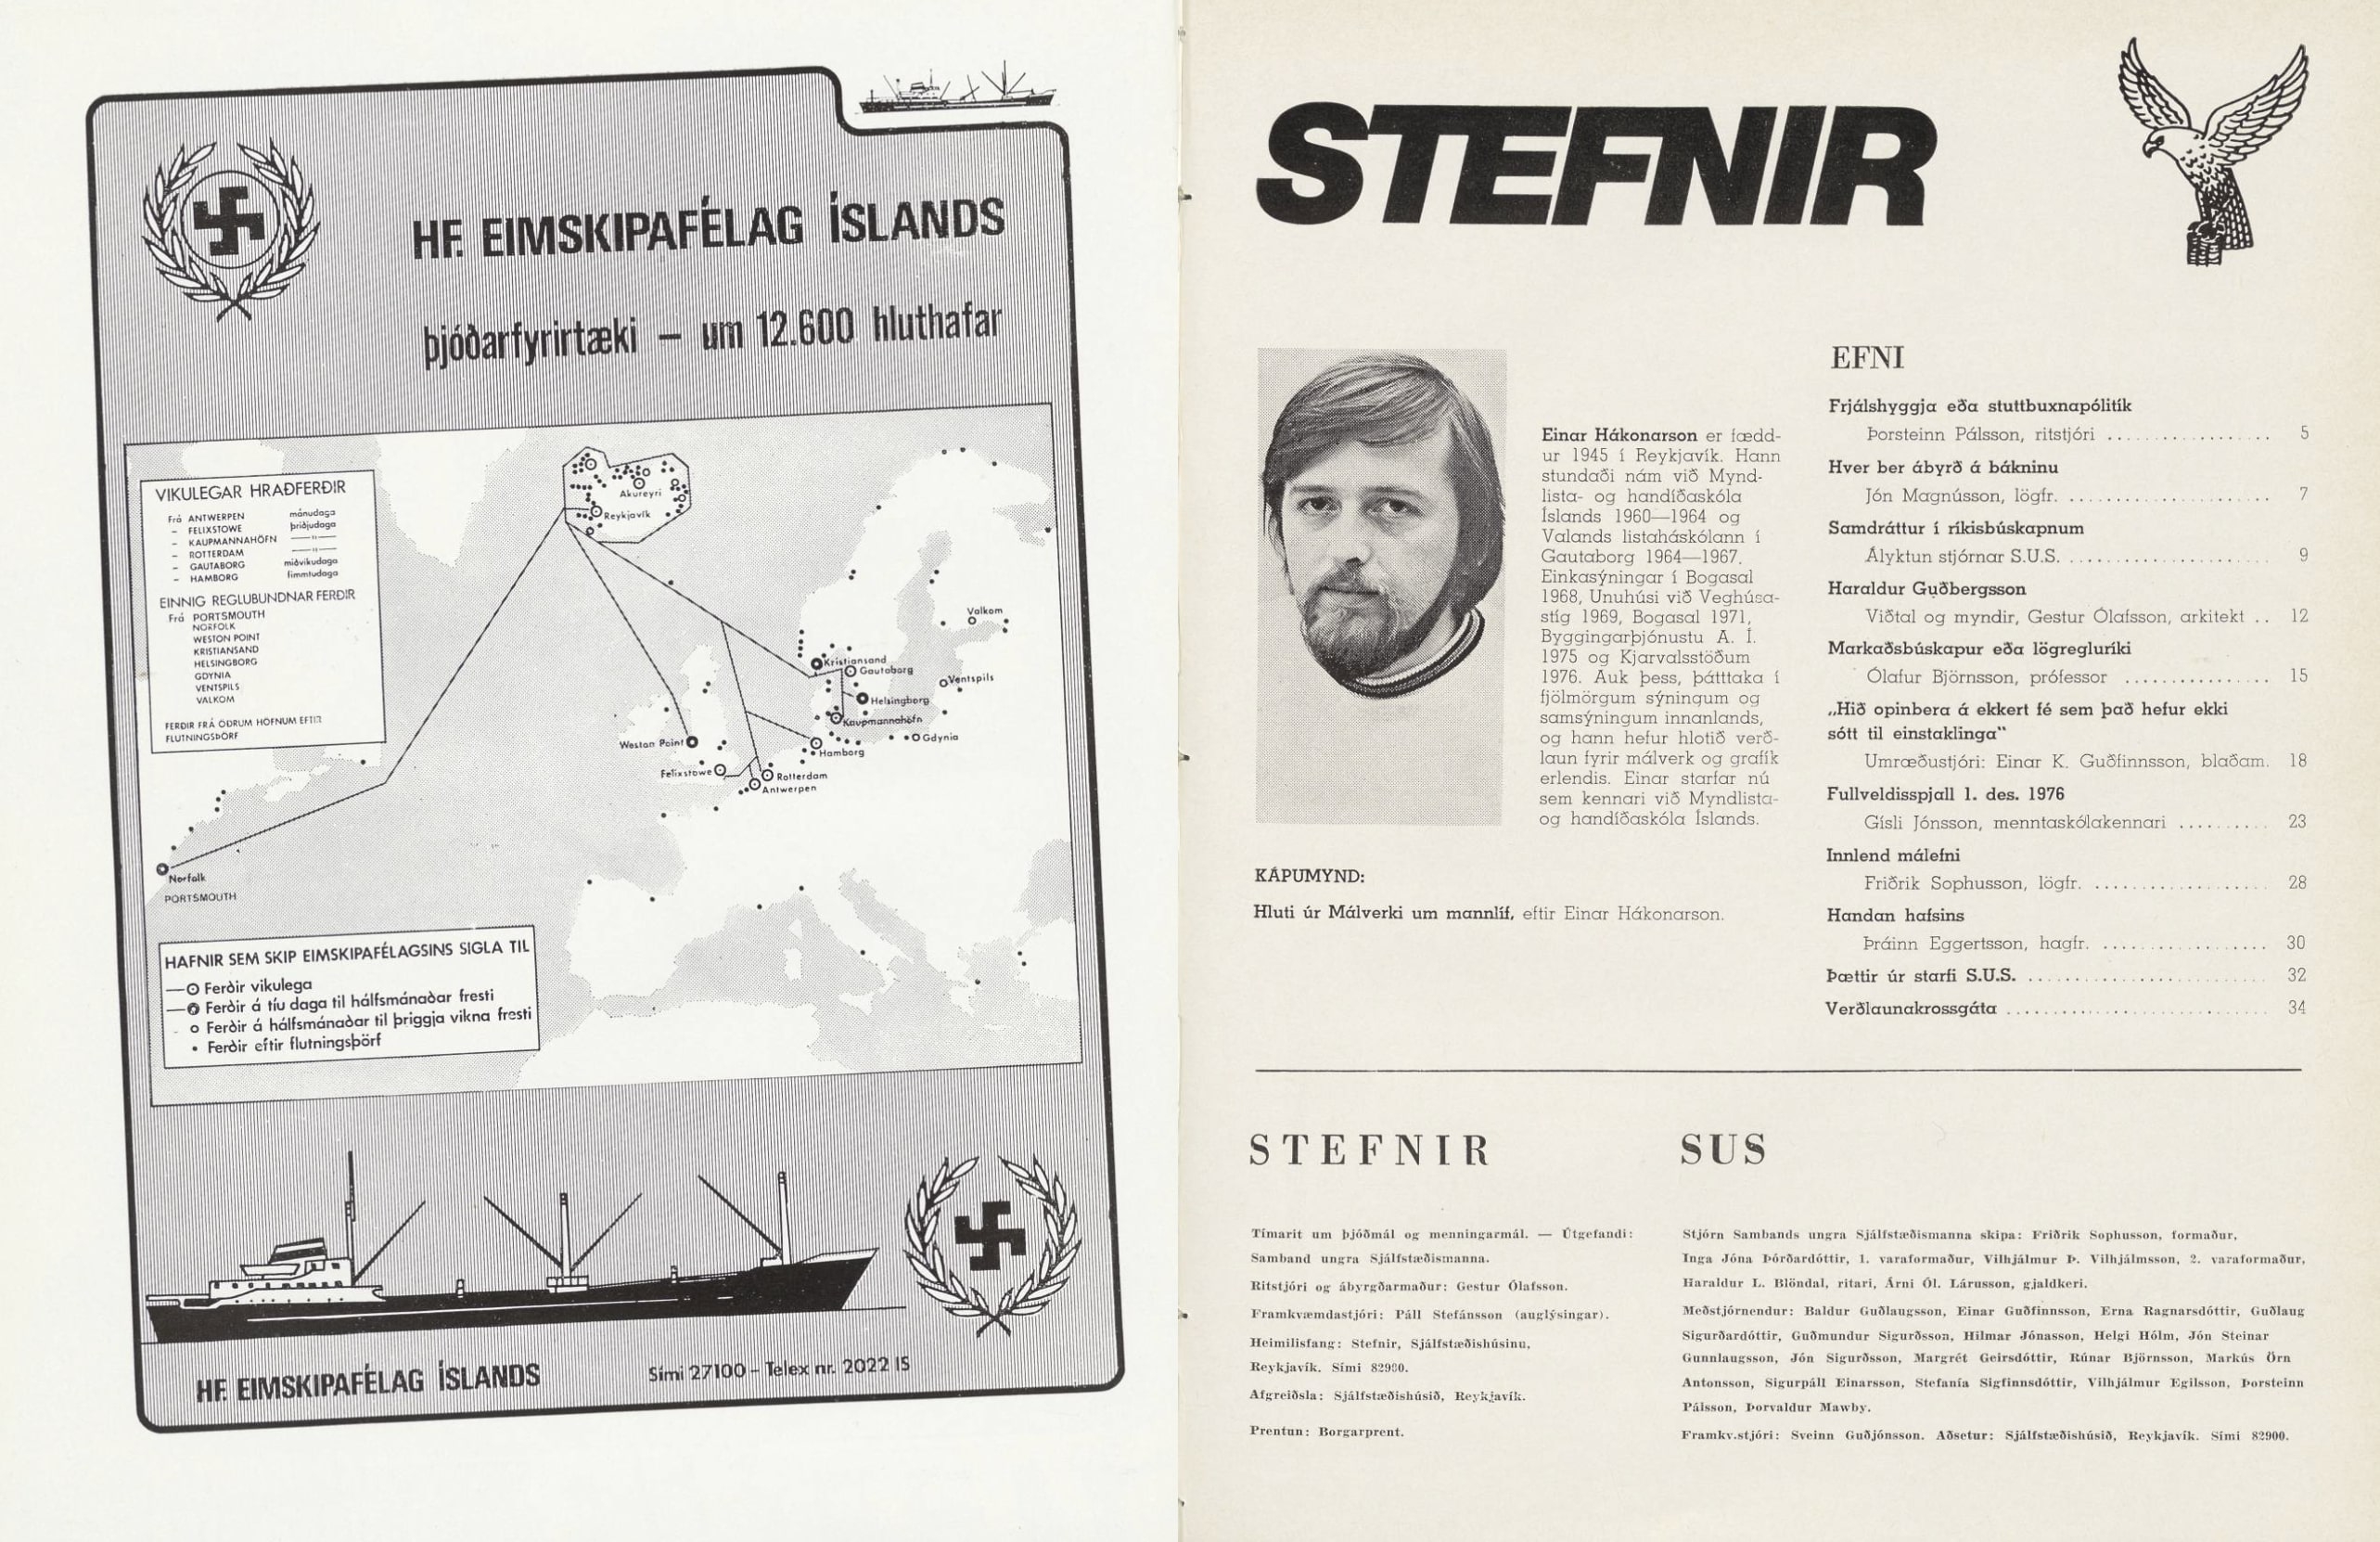 HF. EIMSKIPAFÉLAG ÍSLANDS
þjóðarfyrirtæki – um 12.600 hluthafar
VIKULEGAR HRAÐFERÐIR
Frá ANTWERPEN mánudaga
– FELIXSTOWE þriðjudaga
– KAUPMANNAHÖFN —"—
– ROTTERDAM —"—
– GAUTABORG miðvikudaga
– HAMBORG fimmtudaga
EINNIG REGLUBUNDNAR FERÐIR
Frá PORTSMOUTH
NORFOLK
WESTON POINT
KRISTIANSAND
HELSINGBORG
GDYNIA
VENTSPILS
VALKOM
FERÐIR FRÁ ÖÐRUM HÖFNUM EFTIR
FLUTNINGSÞÖRF
Akureyri
Reykjavík
Valkom
Kristiansand
Gautaborg
Ventspils
Helsingborg
Kaupmannahöfn
Gdynia
Weston Point
Hamborg
Felixstowe
Rotterdam
Antwerpen
Norfolk
PORTSMOUTH
HAFNIR SEM SKIP EIMSKIPAFÉLAGSINS SIGLA TIL
Ferðir vikulega
Ferðir á tíu daga til hálfsmánaðar fresti
Ferðir á hálfsmánaðar til þriggja vikna fresti
Ferðir eftir flutningsþörf
HF. EIMSKIPAFÉLAG ÍSLANDS
Sími 27100 – Telex nr. 2022 IS
STEFNIR
Einar Hákonarson er fædd-
ur 1945 í Reykjavík. Hann
stundaði nám við Mynd-
lista- og handíðaskóla
Íslands 1960—1964 og
Valands listaháskólann í
Gautaborg 1964—1967.
Einkasýningar í Bogasal
1968, Unuhúsi við Veghúsa-
stíg 1969, Bogasal 1971,
Byggingarþjónustu A. Í.
1975 og Kjarvalsstöðum
1976. Auk þess, þátttaka í
fjölmörgum sýningum og
samsýningum innanlands,
og hann hefur hlotið verð-
laun fyrir málverk og grafík
erlendis. Einar starfar nú
sem kennari við Myndlista-
og handíðaskóla Íslands.
KÁPUMYND:
Hluti úr Málverki um mannlíf, eftir Einar Hákonarson.
EFNI
Frjálshyggja eða stuttbuxnapólitík
Þorsteinn Pálsson, ritstjóri .................. 5
Hver ber ábyrð á bákninu
Jón Magnússon, lögfr. ...................... 7
Samdráttur í ríkisbúskapnum
Ályktun stjórnar S.U.S. ...................... 9
Haraldur Guðbergsson
Viðtal og myndir, Gestur Ólafsson, arkitekt .. 12
Markaðsbúskapur eða lögregluríki
Ólafur Björnsson, prófessor ................ 15
„Hið opinbera á ekkert fé sem það hefur ekki
sótt til einstaklinga“
Umræðustjóri: Einar K. Guðfinnsson, blaðam. 18
Fullveldisspjall 1. des. 1976
Gísli Jónsson, menntaskólakennari .......... 23
Innlend málefni
Friðrik Sophusson, lögfr. ................... 28
Handan hafsins
Þráinn Eggertsson, hagfr. .................. 30
Þættir úr starfi S.U.S. .......................... 32
Verðlaunakrossgáta ............................ 34
STEFNIR
Tímarit um þjóðmál og menningarmál. — Útgefandi:
Samband ungra Sjálfstæðismanna.
Ritstjóri og ábyrgðarmaður: Gestur Ólafsson.
Framkvæmdastjóri: Páll Stefánsson (auglýsingar).
Heimilisfang: Stefnir, Sjálfstæðishúsinu,
Reykjavík. Sími 82900.
Afgreiðsla: Sjálfstæðishúsið, Reykjavík.
Prentun: Borgarprent.
SUS
Stjórn Sambands ungra Sjálfstæðismanna skipa: Friðrik Sophusson, formaður,
Inga Jóna Þórðardóttir, 1. varaformaður, Vilhjálmur Þ. Vilhjálmsson, 2. varaformaður,
Haraldur L. Blöndal, ritari, Árni Ól. Lárusson, gjaldkeri.
Meðstjórnendur: Baldur Guðlaugsson, Einar Guðfinnsson, Erna Ragnarsdóttir, Guðlaug
Sigurðardóttir, Guðmundur Sigurðsson, Hilmar Jónasson, Helgi Hólm, Jón Steinar
Gunnlaugsson, Jón Sigurðsson, Margrét Geirsdóttir, Rúnar Björnsson, Markús Örn
Antonsson, Sigurpáll Einarsson, Stefanía Sigfinnsdóttir, Vilhjálmur Egilsson, Þorsteinn
Pálsson, Þorvaldur Mawby.
Framkv.stjóri: Sveinn Guðjónsson. Aðsetur: Sjálfstæðishúsið, Reykjavík. Sími 82900.